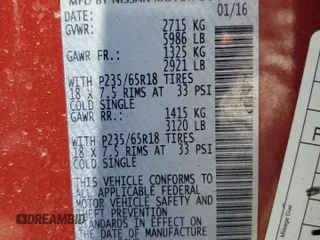 MFD BY NISSAN MOTOR
DATE: 01/16
GVWR: 2715 KG
5986 LB
GAWR FR.: 1325 KG
2921 LB
WITH P235/65R18 TIRES
18 X 7.5 RIMS AT 33 PSI
COLD SINGLE
GAWR RR.: 1415 KG
3120 LB
WITH P235/65R18 TIRES
18 X 7.5 RIMS AT 33 PSI
COLD SINGLE
THIS VEHICLE CONFORMS TO
ALL APPLICABLE FEDERAL
MOTOR VEHICLE SAFETY AND
THEFT PREVENTION
STANDARDS IN EFFECT ON
THE DATE OF MAN
DREAMBID